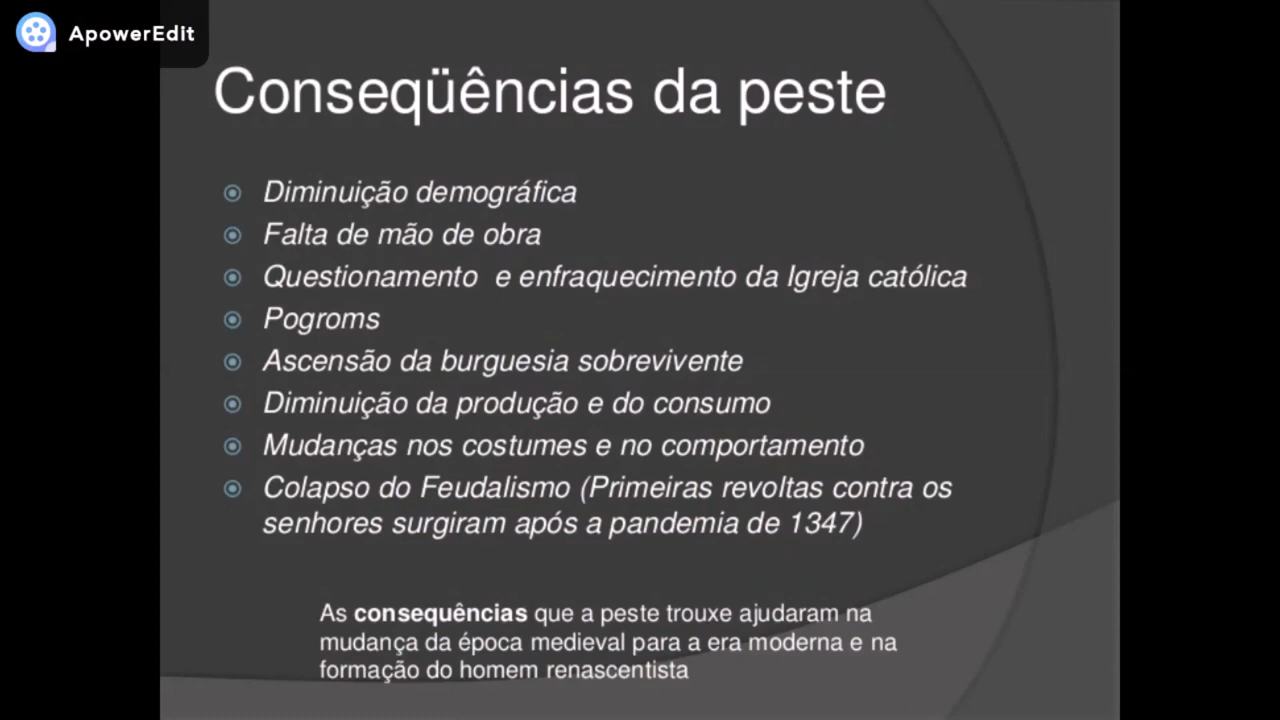 ApowerEdit
Conseqüências da peste
Diminuição demográfica
Falta de mão de obra
Questionamento e enfraquecimento da Igreja católica
Pogroms
Ascensão da burguesia sobrevivente
Diminuição da produção e do consumo
Mudanças nos costumes e no comportamento
Colapso do Feudalismo (Primeiras revoltas contra os
senhores surgiram após a pandemia de 1347)
As consequências que a peste trouxe ajudaram na
mudança da época medieval para a era moderna e na
formação do homem renascentista